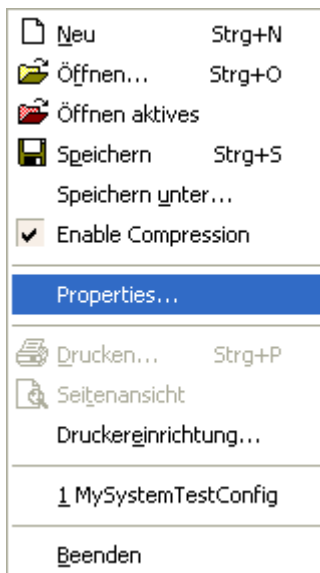 Neu Strg+N
Öffnen... Strg+O
Öffnen aktives
Speichern Strg+S
Speichern unter...
Enable Compression
Properties...
Drucken... Strg+P
Seitenansicht
Druckereinrichtung...
1 MySystemTestConfig
Beenden